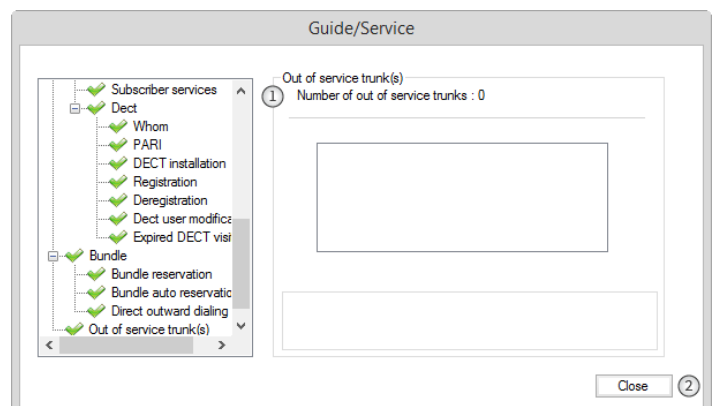 Guide/Service
Subscriber services
Dect
Whom
PARI
DECT installation
Registration
Deregistration
Dect user modifica
Expired DECT visi
Bundle
Bundle reservation
Bundle auto reservatic
Direct outward dialing
Out of service trunk(s)
Out of service trunk(s)
1 Number of out of service trunks : 0
Close 2